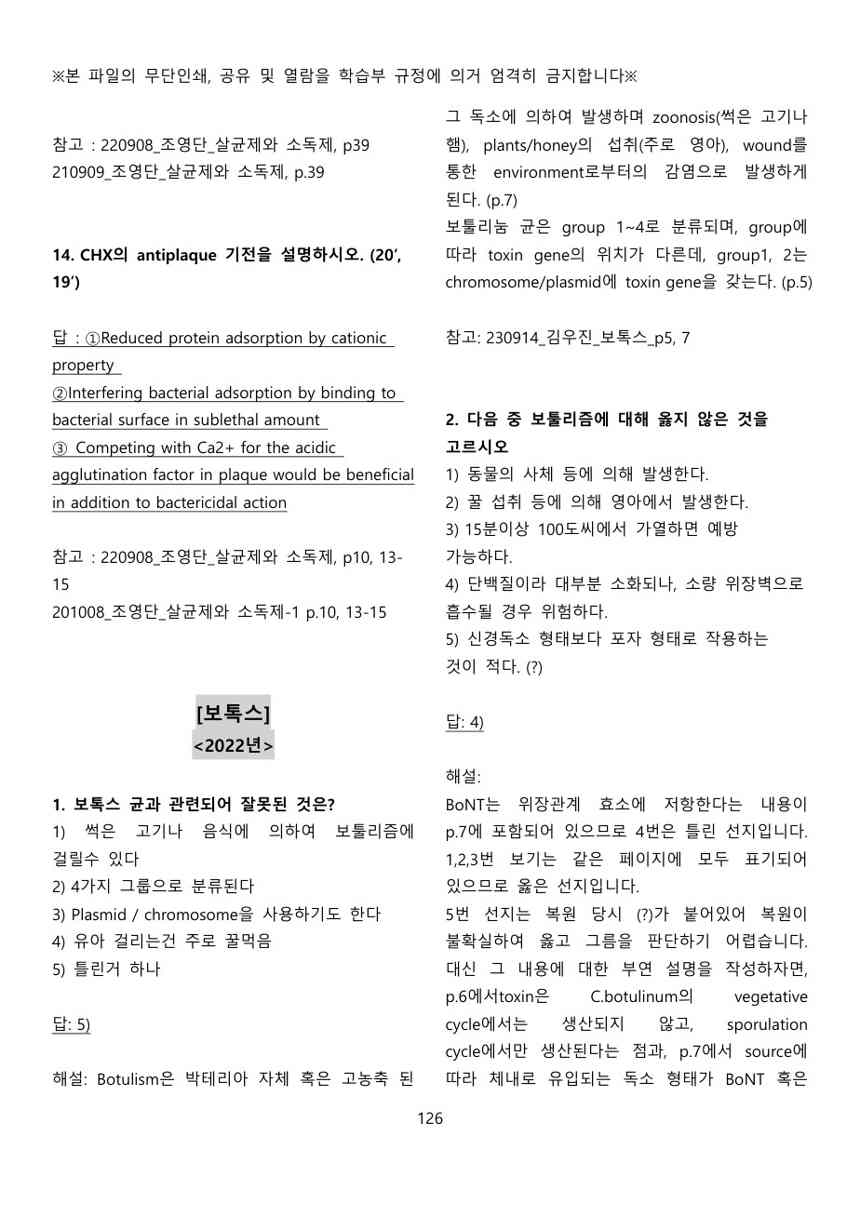 ※본 파일의 무단인쇄, 공유 및 열람을 학습부 규정에 의거 엄격히 금지합니다※
참고 : 220908_조영단_살균제와 소독제, p39
210909_조영단_살균제와 소독제, p.39
14. CHX의 antiplaque 기전을 설명하시오. (20’,
19’)
답 : ①Reduced protein adsorption by cationic
property
②Interfering bacterial adsorption by binding to
bacterial surface in sublethal amount
③ Competing with Ca2+ for the acidic
agglutination factor in plaque would be beneficial
in addition to bactericidal action
참고 : 220908_조영단_살균제와 소독제, p10, 13-
15
201008_조영단_살균제와 소독제-1 p.10, 13-15
[보톡스]
<2022년>
1. 보톡스 균과 관련되어 잘못된 것은?
1) 썩은 고기나 음식에 의하여 보툴리즘에
걸릴수 있다
2) 4가지 그룹으로 분류된다
3) Plasmid / chromosome을 사용하기도 한다
4) 유아 걸리는건 주로 꿀먹음
5) 틀린거 하나
답: 5)
해설: Botulism은 박테리아 자체 혹은 고농축 된
그 독소에 의하여 발생하며 zoonosis(썩은 고기나
햄), plants/honey의 섭취(주로 영아), wound를
통한 environment로부터의 감염으로 발생하게
된다. (p.7)
보툴리눔 균은 group 1~4로 분류되며, group에
따라 toxin gene의 위치가 다른데, group1, 2는
chromosome/plasmid에 toxin gene을 갖는다. (p.5)
참고: 230914_김우진_보톡스_p5, 7
2. 다음 중 보툴리즘에 대해 옳지 않은 것을
고르시오
1) 동물의 사체 등에 의해 발생한다.
2) 꿀 섭취 등에 의해 영아에서 발생한다.
3) 15분이상 100도씨에서 가열하면 예방
가능하다.
4) 단백질이라 대부분 소화되나, 소량 위장벽으로
흡수될 경우 위험하다.
5) 신경독소 형태보다 포자 형태로 작용하는
것이 적다. (?)
답: 4)
해설:
BoNT는 위장관계 효소에 저항한다는 내용이
p.7에 포함되어 있으므로 4번은 틀린 선지입니다.
1,2,3번 보기는 같은 페이지에 모두 표기되어
있으므로 옳은 선지입니다.
5번 선지는 복원 당시 (?)가 붙어있어 복원이
불확실하여 옳고 그름을 판단하기 어렵습니다.
대신 그 내용에 대한 부연 설명을 작성하자면,
p.6에서toxin은 C.botulinum의 vegetative
cycle에서는 생산되지 않고, sporulation
cycle에서만 생산된다는 점과, p.7에서 source에
따라 체내로 유입되는 독소 형태가 BoNT 혹은
126